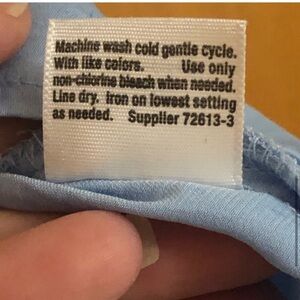 Machine wash cold gentle cycle.
With like colors. Use only
non-chlorine bleach when needed.
Line dry. Iron on lowest setting
as needed. Supplier 72613-3